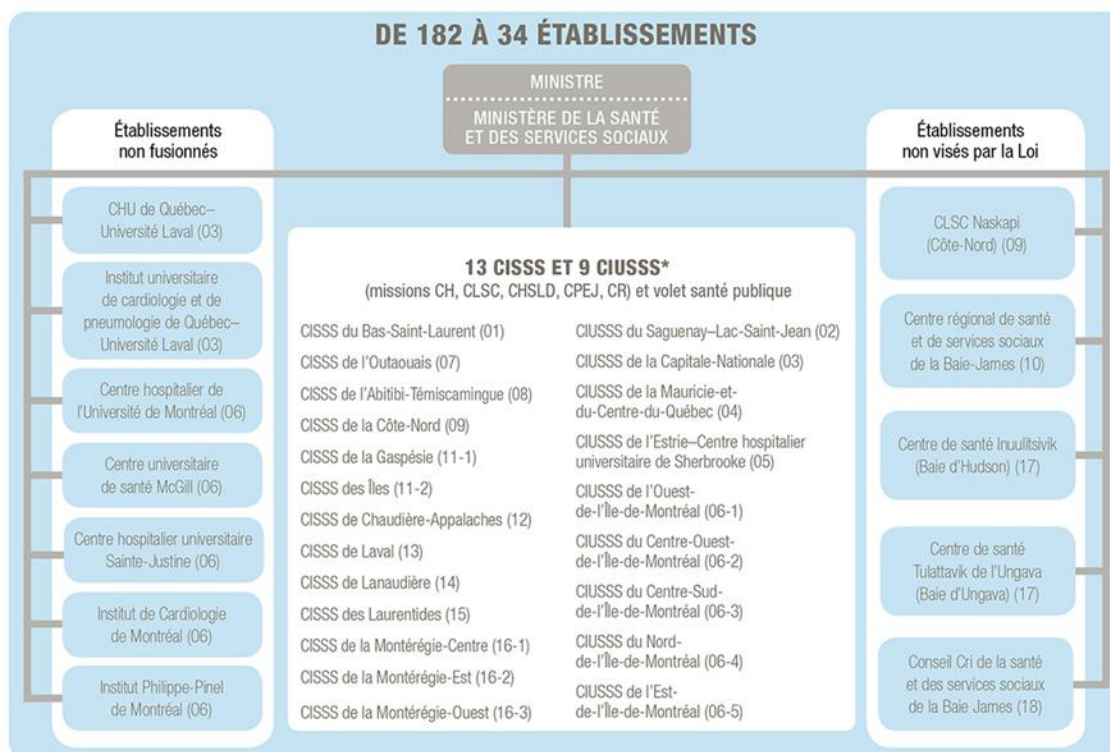 DE 182 À 34 ÉTABLISSEMENTS
MINISTRE
MINISTÈRE DE LA SANTÉ
ET DES SERVICES SOCIAUX
Établissements
non fusionnés
CHU de Québec–
Université Laval (03)
Institut universitaire
de cardiologie et de
pneumologie de Québec–
Université Laval (03)
Centre hospitalier de
l'Université de Montréal (06)
Centre universitaire
de santé McGill (06)
Centre hospitalier universitaire
Sainte-Justine (06)
Institut de Cardiologie
de Montréal (06)
Institut Philippe-Pinel
de Montréal (06)
13 CISSS ET 9 CIUSSS*
(missions CH, CLSC, CHSLD, CPEJ, CR) et volet santé publique
CISSS du Bas-Saint-Laurent (01)
CISSS de l'Outaouais (07)
CISSS de l'Abitibi-Témiscamingue (08)
CISSS de la Côte-Nord (09)
CISSS de la Gaspésie (11-1)
CISSS des Îles (11-2)
CISSS de Chaudière-Appalaches (12)
CISSS de Laval (13)
CISSS de Lanaudière (14)
CISSS des Laurentides (15)
CISSS de la Montérégie-Centre (16-1)
CISSS de la Montérégie-Est (16-2)
CISSS de la Montérégie-Ouest (16-3)
CIUSSS du Saguenay–Lac-Saint-Jean (02)
CIUSSS de la Capitale-Nationale (03)
CIUSSS de la Mauricie-et-
du-Centre-du-Québec (04)
CIUSSS de l'Estrie–Centre hospitalier
universitaire de Sherbrooke (05)
CIUSSS de l'Ouest-
de-l'Île-de-Montréal (06-1)
CIUSSS du Centre-Ouest-
de-l'Île-de-Montréal (06-2)
CIUSSS du Centre-Sud-
de-l'Île-de-Montréal (06-3)
CIUSSS du Nord-
de-l'Île-de-Montréal (06-4)
CIUSSS de l'Est-
de-l'Île-de-Montréal (06-5)
Établissements
non visés par la Loi
CLSC Naskapi
(Côte-Nord) (09)
Centre régional de santé
et de services sociaux
de la Baie-James (10)
Centre de santé Inuulitsivik
(Baie d'Hudson) (17)
Centre de santé
Tulattavik de l'Ungava
(Baie d'Ungava) (17)
Conseil Cri de la santé
et des services sociaux
de la Baie James (18)